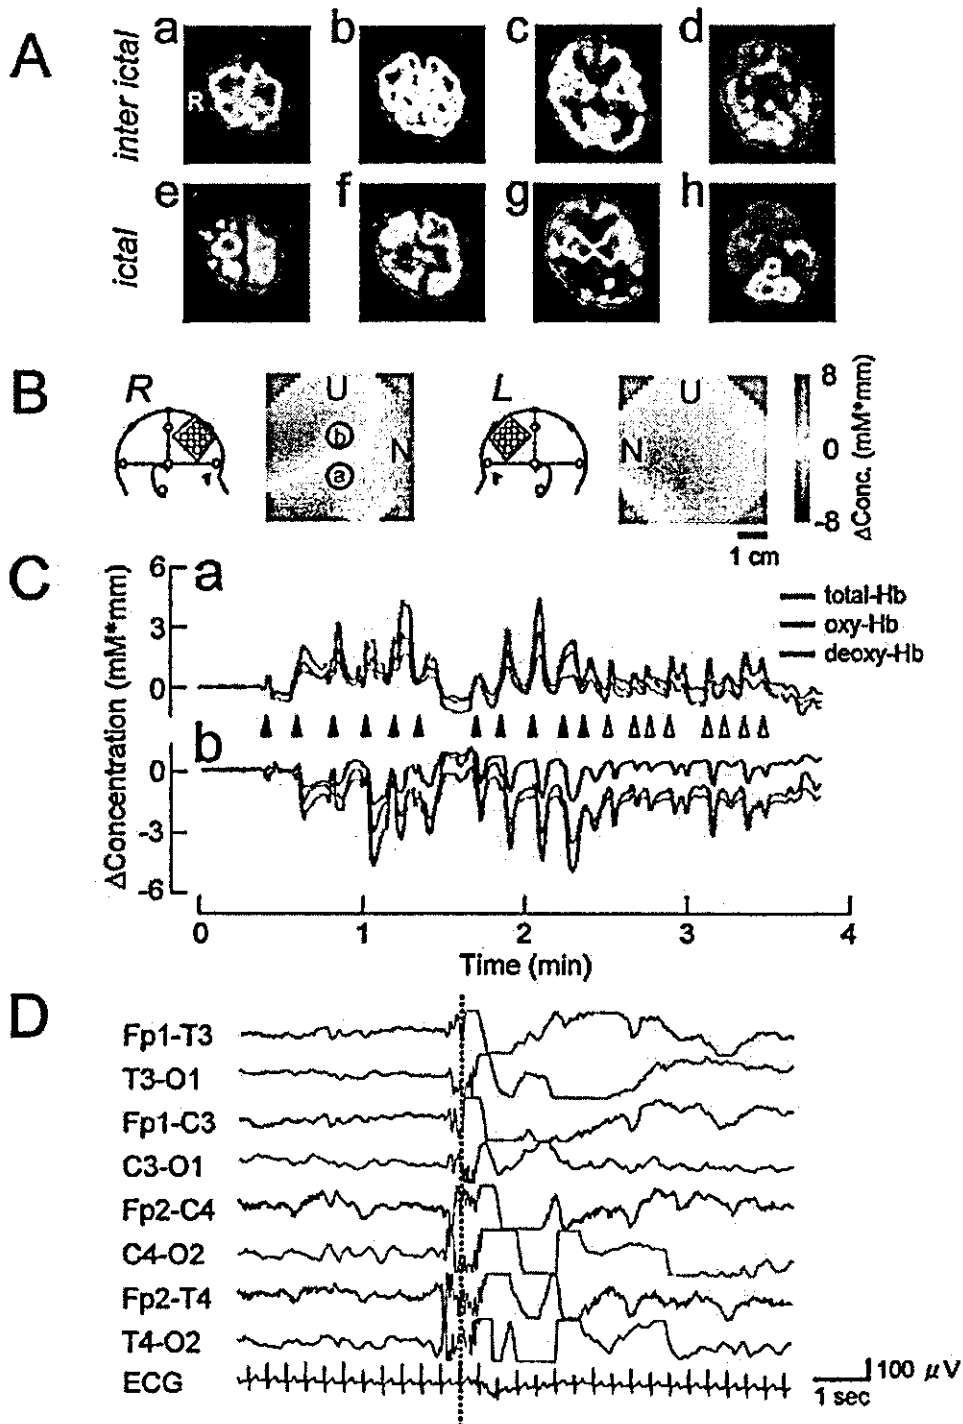 A
a b c d
inter ictal
R
e f g h
ictal
B
R U b a N
L U N
8
0
-8
ΔConc. (mM*mm)
1 cm
C
a
6
3
0
total-Hb
oxy-Hb
deoxy-Hb
b
0
-3
-6
ΔConcentration (mM*mm)
0 1 2 3 4
Time (min)
D
Fp1-T3
T3-O1
Fp1-C3
C3-O1
Fp2-C4
C4-O2
Fp2-T4
T4-O2
ECG
100 μV
1 sec